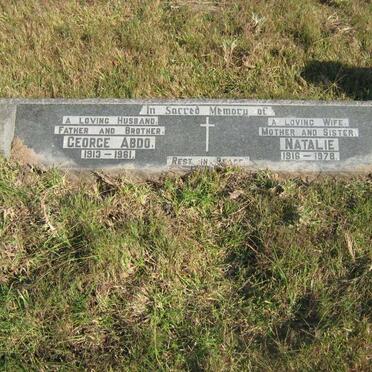 In Sacred Memory of
A LOVING HUSBAND,
FATHER AND BROTHER,
GEORGE ABDO.
1913 – 1961.
A LOVING WIFE,
MOTHER AND SISTER,
NATALIE.
1916 – 1978.
REST IN PEACE